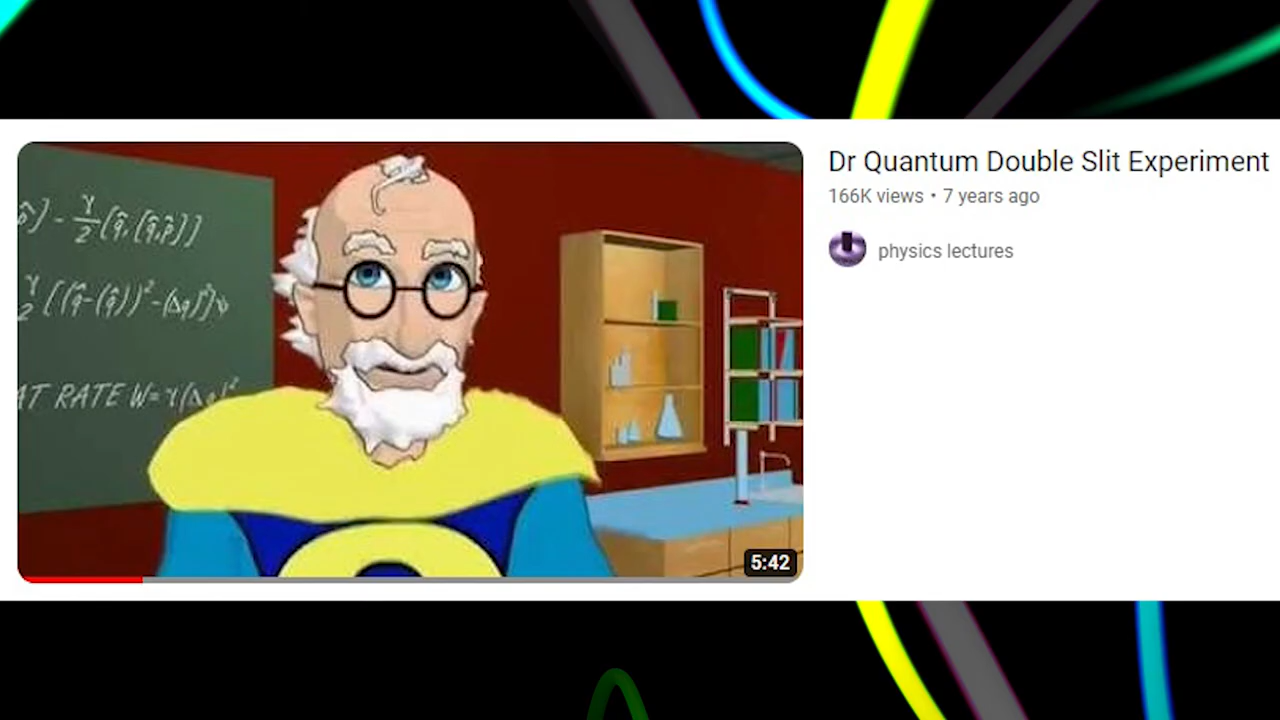 Dr Quantum Double Slit Experiment
166K views • 7 years ago
physics lectures
AT RATE W=
5:42